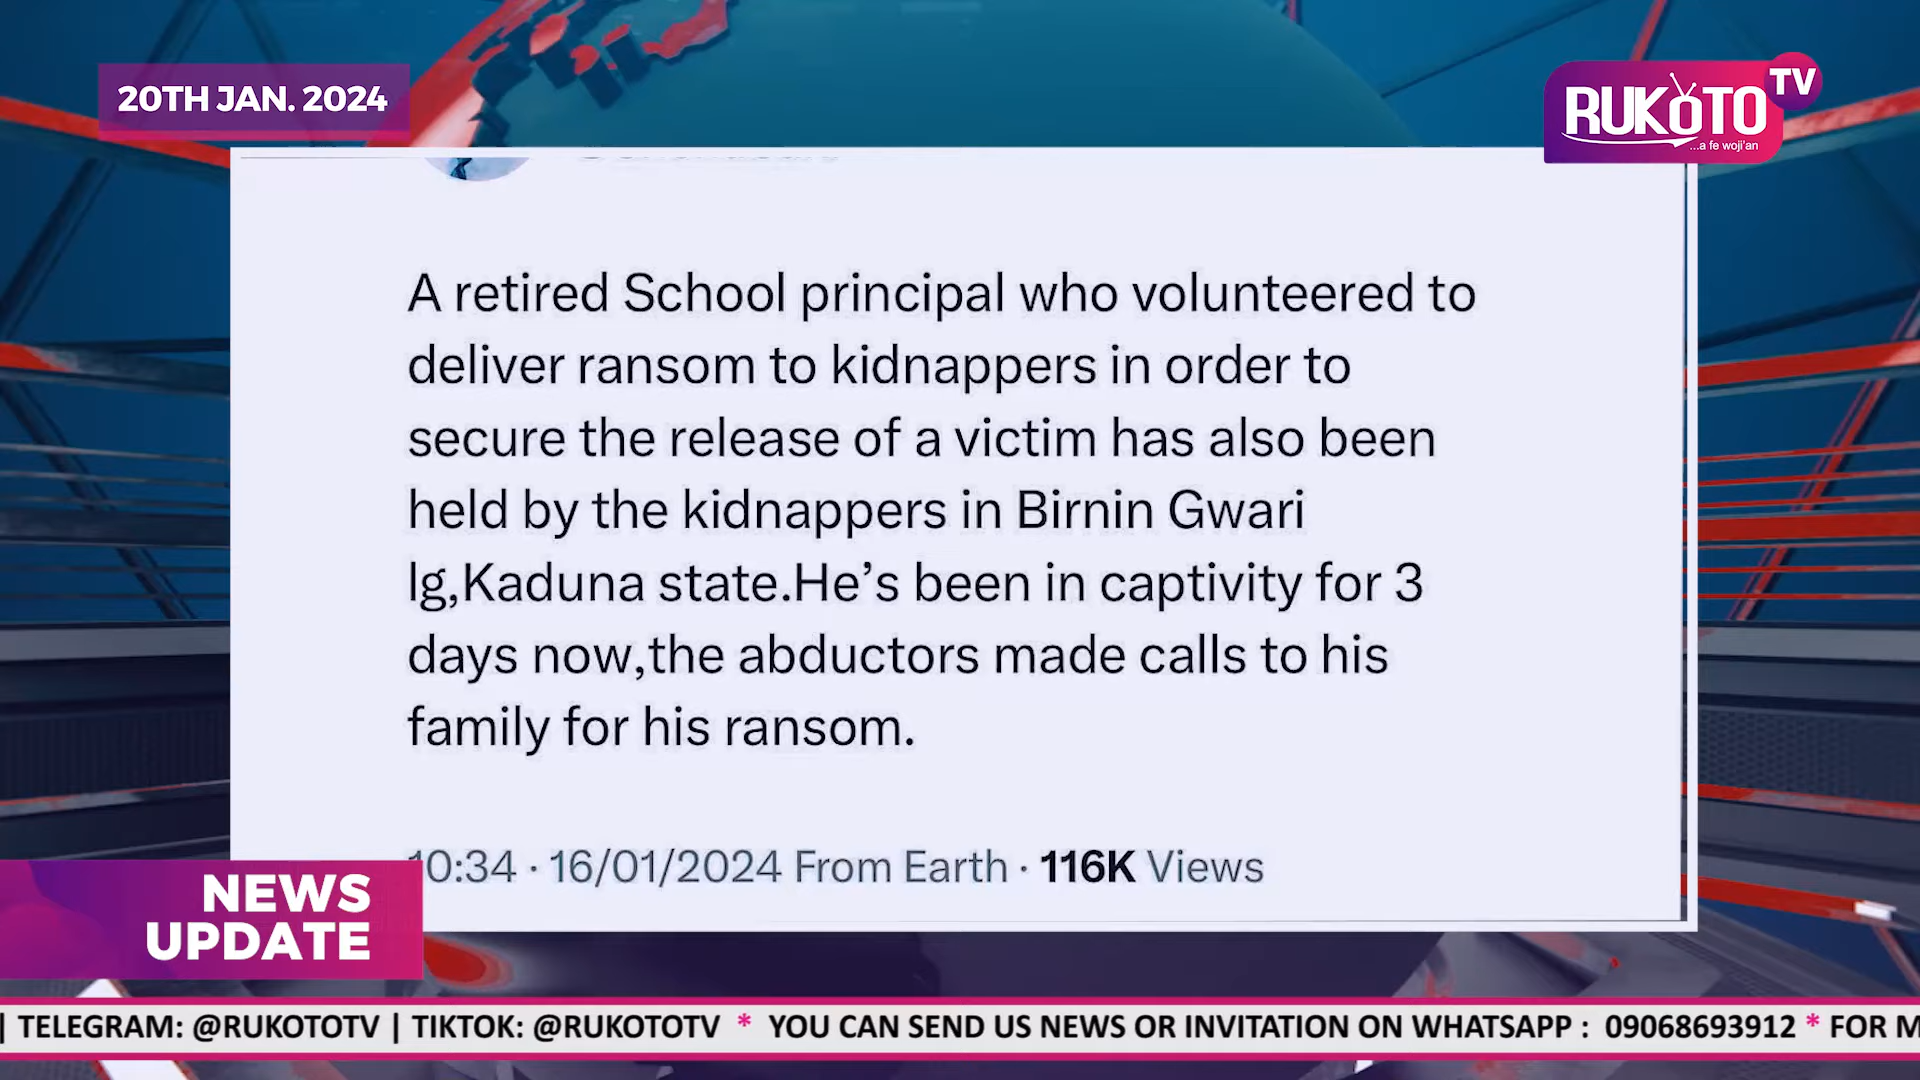 20TH JAN. 2024
RUKOTO TV
...a fe woji'an
A retired School principal who volunteered to
deliver ransom to kidnappers in order to
secure the release of a victim has also been
held by the kidnappers in Birnin Gwari
lg,Kaduna state.He’s been in captivity for 3
days now,the abductors made calls to his
family for his ransom.
10:34 · 16/01/2024 From Earth · 116K Views
NEWS
UPDATE
| TELEGRAM: @RUKOTOTV | TIKTOK: @RUKOTOTV * YOU CAN SEND US NEWS OR INVITATION ON WHATSAPP : 09068693912 * FOR M